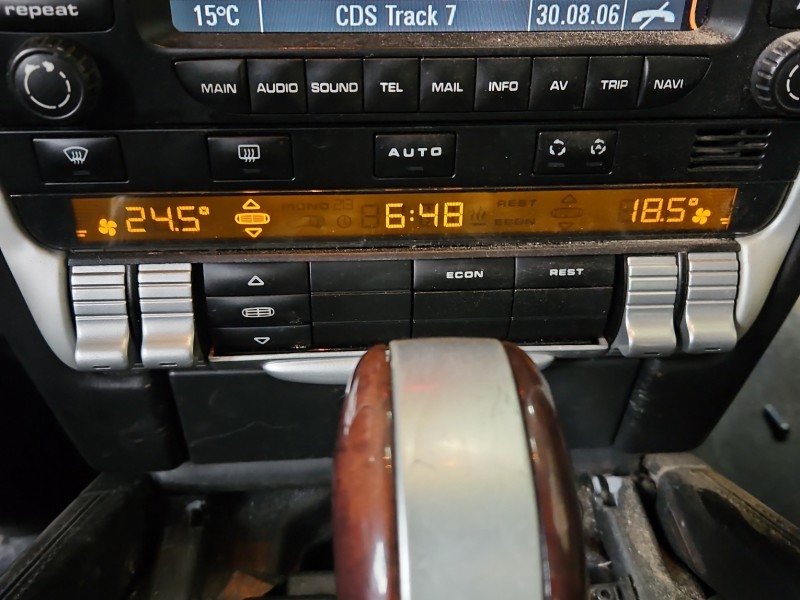 repeat
15°C CDS Track 7 30.08.06
MAIN AUDIO SOUND TEL MAIL INFO AV TRIP NAVI
AUTO
24.5° MONO 6:48 REST 18.5°
ECON
ECON REST